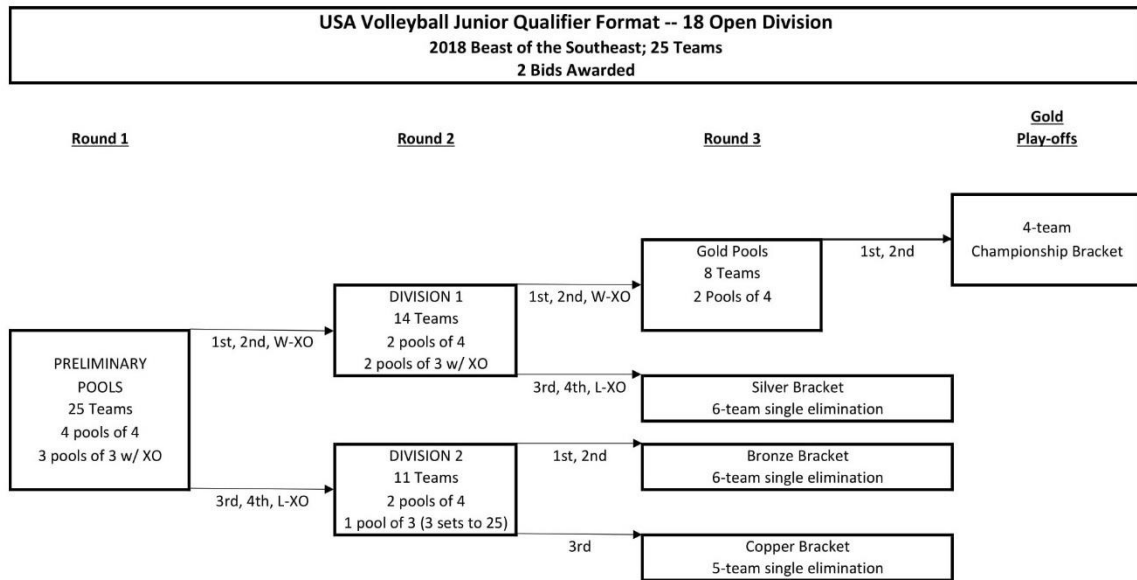 USA Volleyball Junior Qualifier Format -- 18 Open Division
2018 Beast of the Southeast; 25 Teams
2 Bids Awarded
Round 1
Round 2
Round 3
Gold
Play-offs
PRELIMINARY
POOLS
25 Teams
4 pools of 4
3 pools of 3 w/ XO
1st, 2nd, W-XO
3rd, 4th, L-XO
DIVISION 1
14 Teams
2 pools of 4
2 pools of 3 w/ XO
1st, 2nd, W-XO
3rd, 4th, L-XO
DIVISION 2
11 Teams
2 pools of 4
1 pool of 3 (3 sets to 25)
1st, 2nd
3rd
Gold Pools
8 Teams
2 Pools of 4
1st, 2nd
Silver Bracket
6-team single elimination
Bronze Bracket
6-team single elimination
Copper Bracket
5-team single elimination
4-team
Championship Bracket